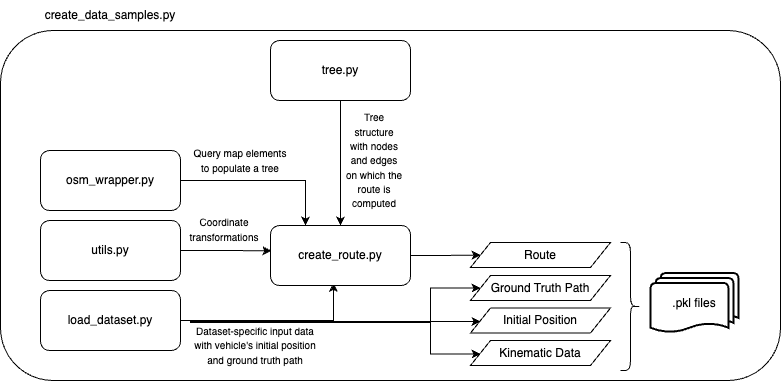 create_data_samples.py
tree.py
Tree
structure
with nodes
and edges
on which the
route is
computed
Query map elements
to populate a tree
osm_wrapper.py
Coordinate
transformations
utils.py
create_route.py
Route
Ground Truth Path
Initial Position
Kinematic Data
.pkl files
load_dataset.py
Dataset-specific input data
with vehicle's initial position
and ground truth path